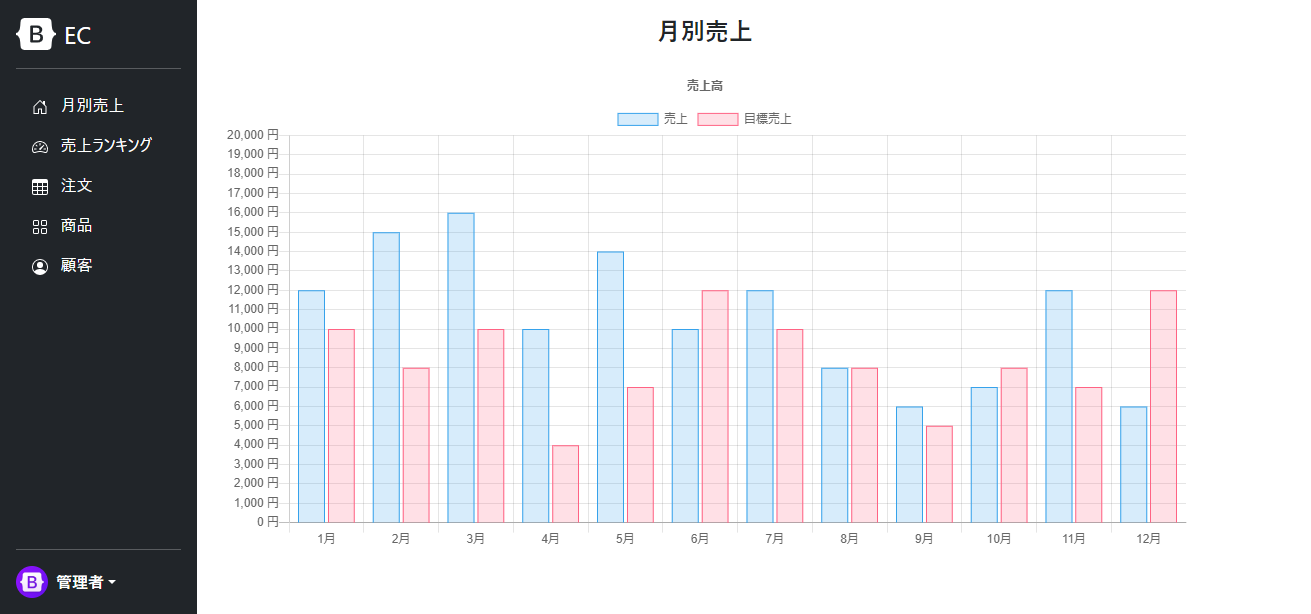 B EC
月別売上
売上ランキング
注文
商品
顧客
B 管理者
月別売上
売上高
売上 目標売上
20,000 円
19,000 円
18,000 円
17,000 円
16,000 円
15,000 円
14,000 円
13,000 円
12,000 円
11,000 円
10,000 円
9,000 円
8,000 円
7,000 円
6,000 円
5,000 円
4,000 円
3,000 円
2,000 円
1,000 円
0 円
1月 2月 3月 4月 5月 6月 7月 8月 9月 10月 11月 12月